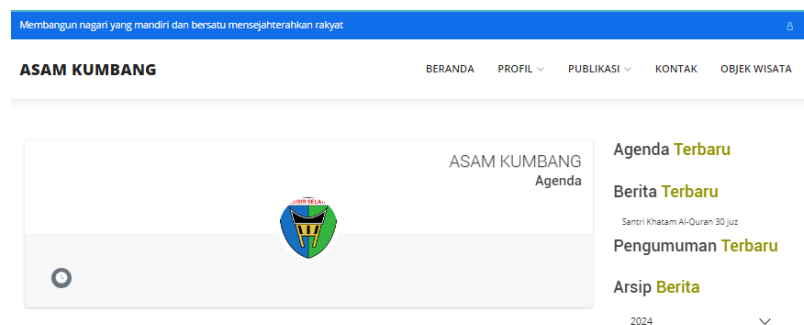 Membangun nagari yang mandiri dan bersatu mensejahterahkan rakyat
ASAM KUMBANG
BERANDA PROFIL PUBLIKASI KONTAK OBJEK WISATA
ASAM KUMBANG
Agenda
Agenda Terbaru
Berita Terbaru
Santri Khatam Al-Quran 30 juz
Pengumuman Terbaru
Arsip Berita
2024